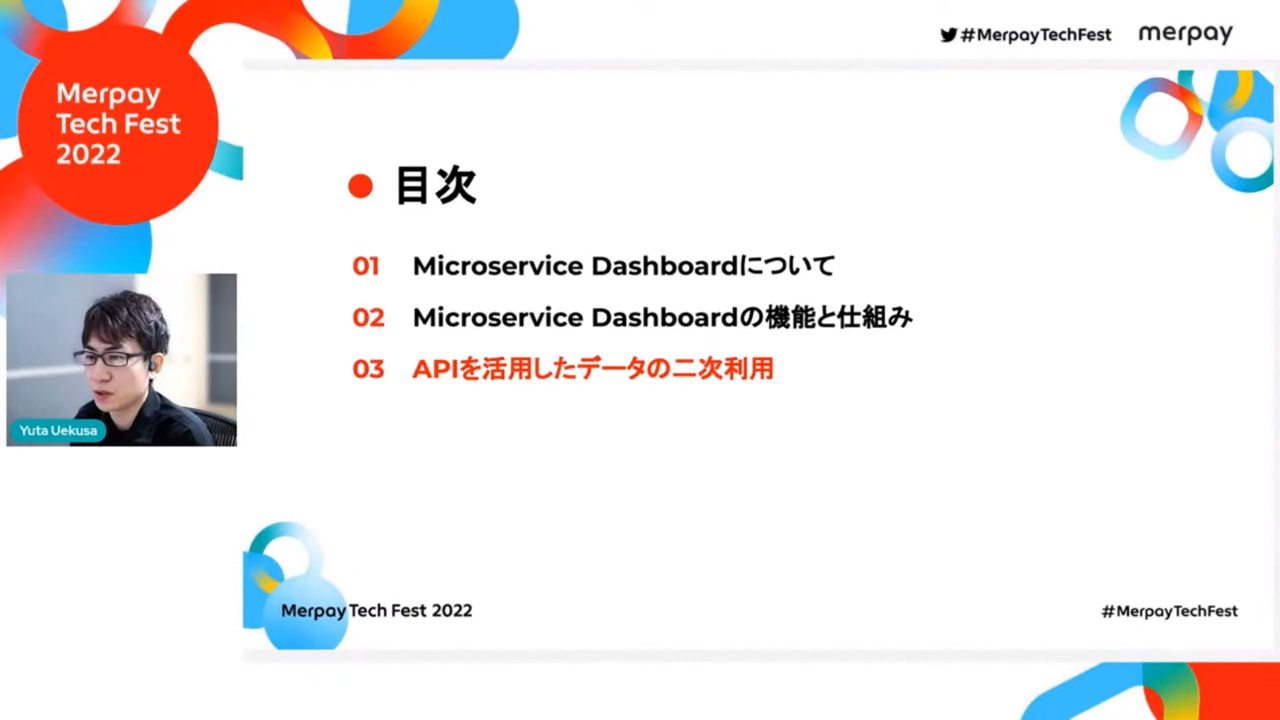 #MerpayTechFest
merpay
Merpay
Tech Fest
2022
目次
01 Microservice Dashboardについて
02 Microservice Dashboardの機能と仕組み
03 APIを活用したデータの二次利用
Yuta Uekusa
Merpay Tech Fest 2022
#MerpayTechFest